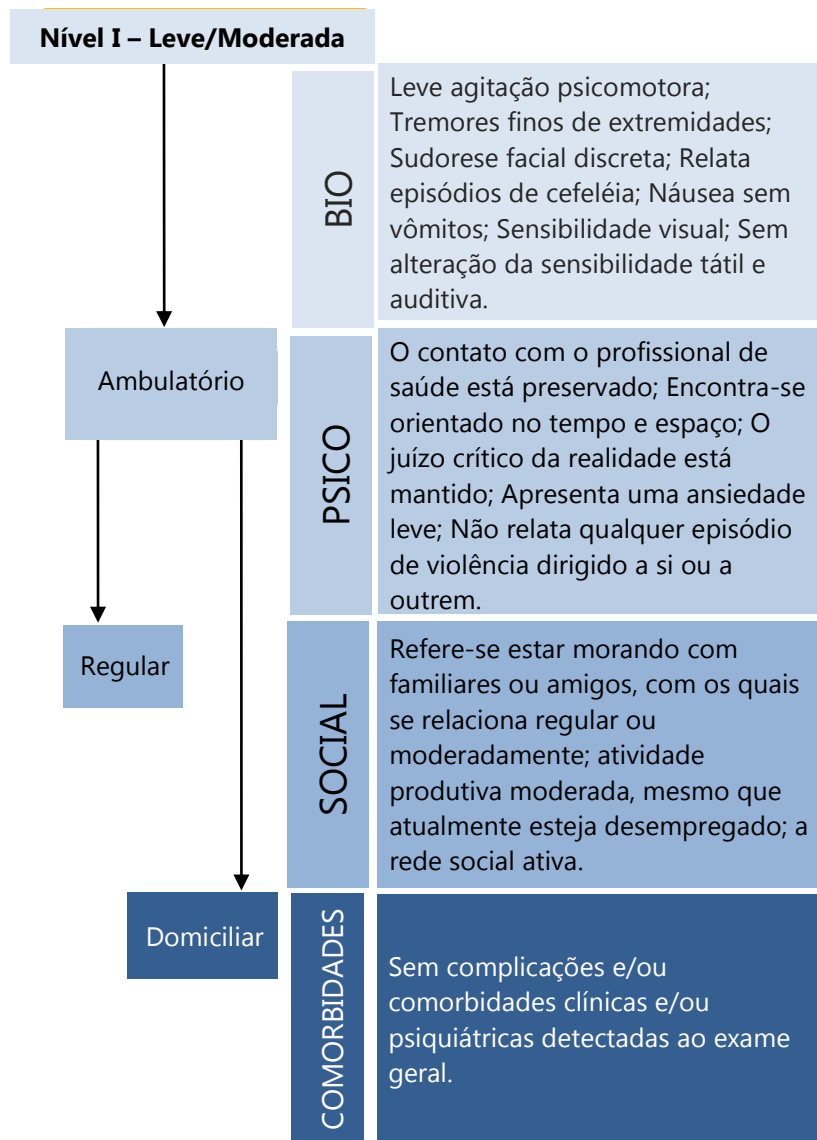 Nível I – Leve/Moderada
BIO
Leve agitação psicomotora;
Tremores finos de extremidades;
Sudorese facial discreta; Relata
episódios de cefeléia; Náusea sem
vômitos; Sensibilidade visual; Sem
alteração da sensibilidade tátil e
auditiva.
Ambulatório
PSICO
O contato com o profissional de
saúde está preservado; Encontra-se
orientado no tempo e espaço; O
juízo crítico da realidade está
mantido; Apresenta uma ansiedade
leve; Não relata qualquer episódio
de violência dirigido a si ou a
outrem.
Regular
SOCIAL
Refere-se estar morando com
familiares ou amigos, com os quais
se relaciona regular ou
moderadamente; atividade
produtiva moderada, mesmo que
atualmente esteja desempregado; a
rede social ativa.
Domiciliar
COMORBIDADES
Sem complicações e/ou
comorbidades clínicas e/ou
psiquiátricas detectadas ao exame
geral.